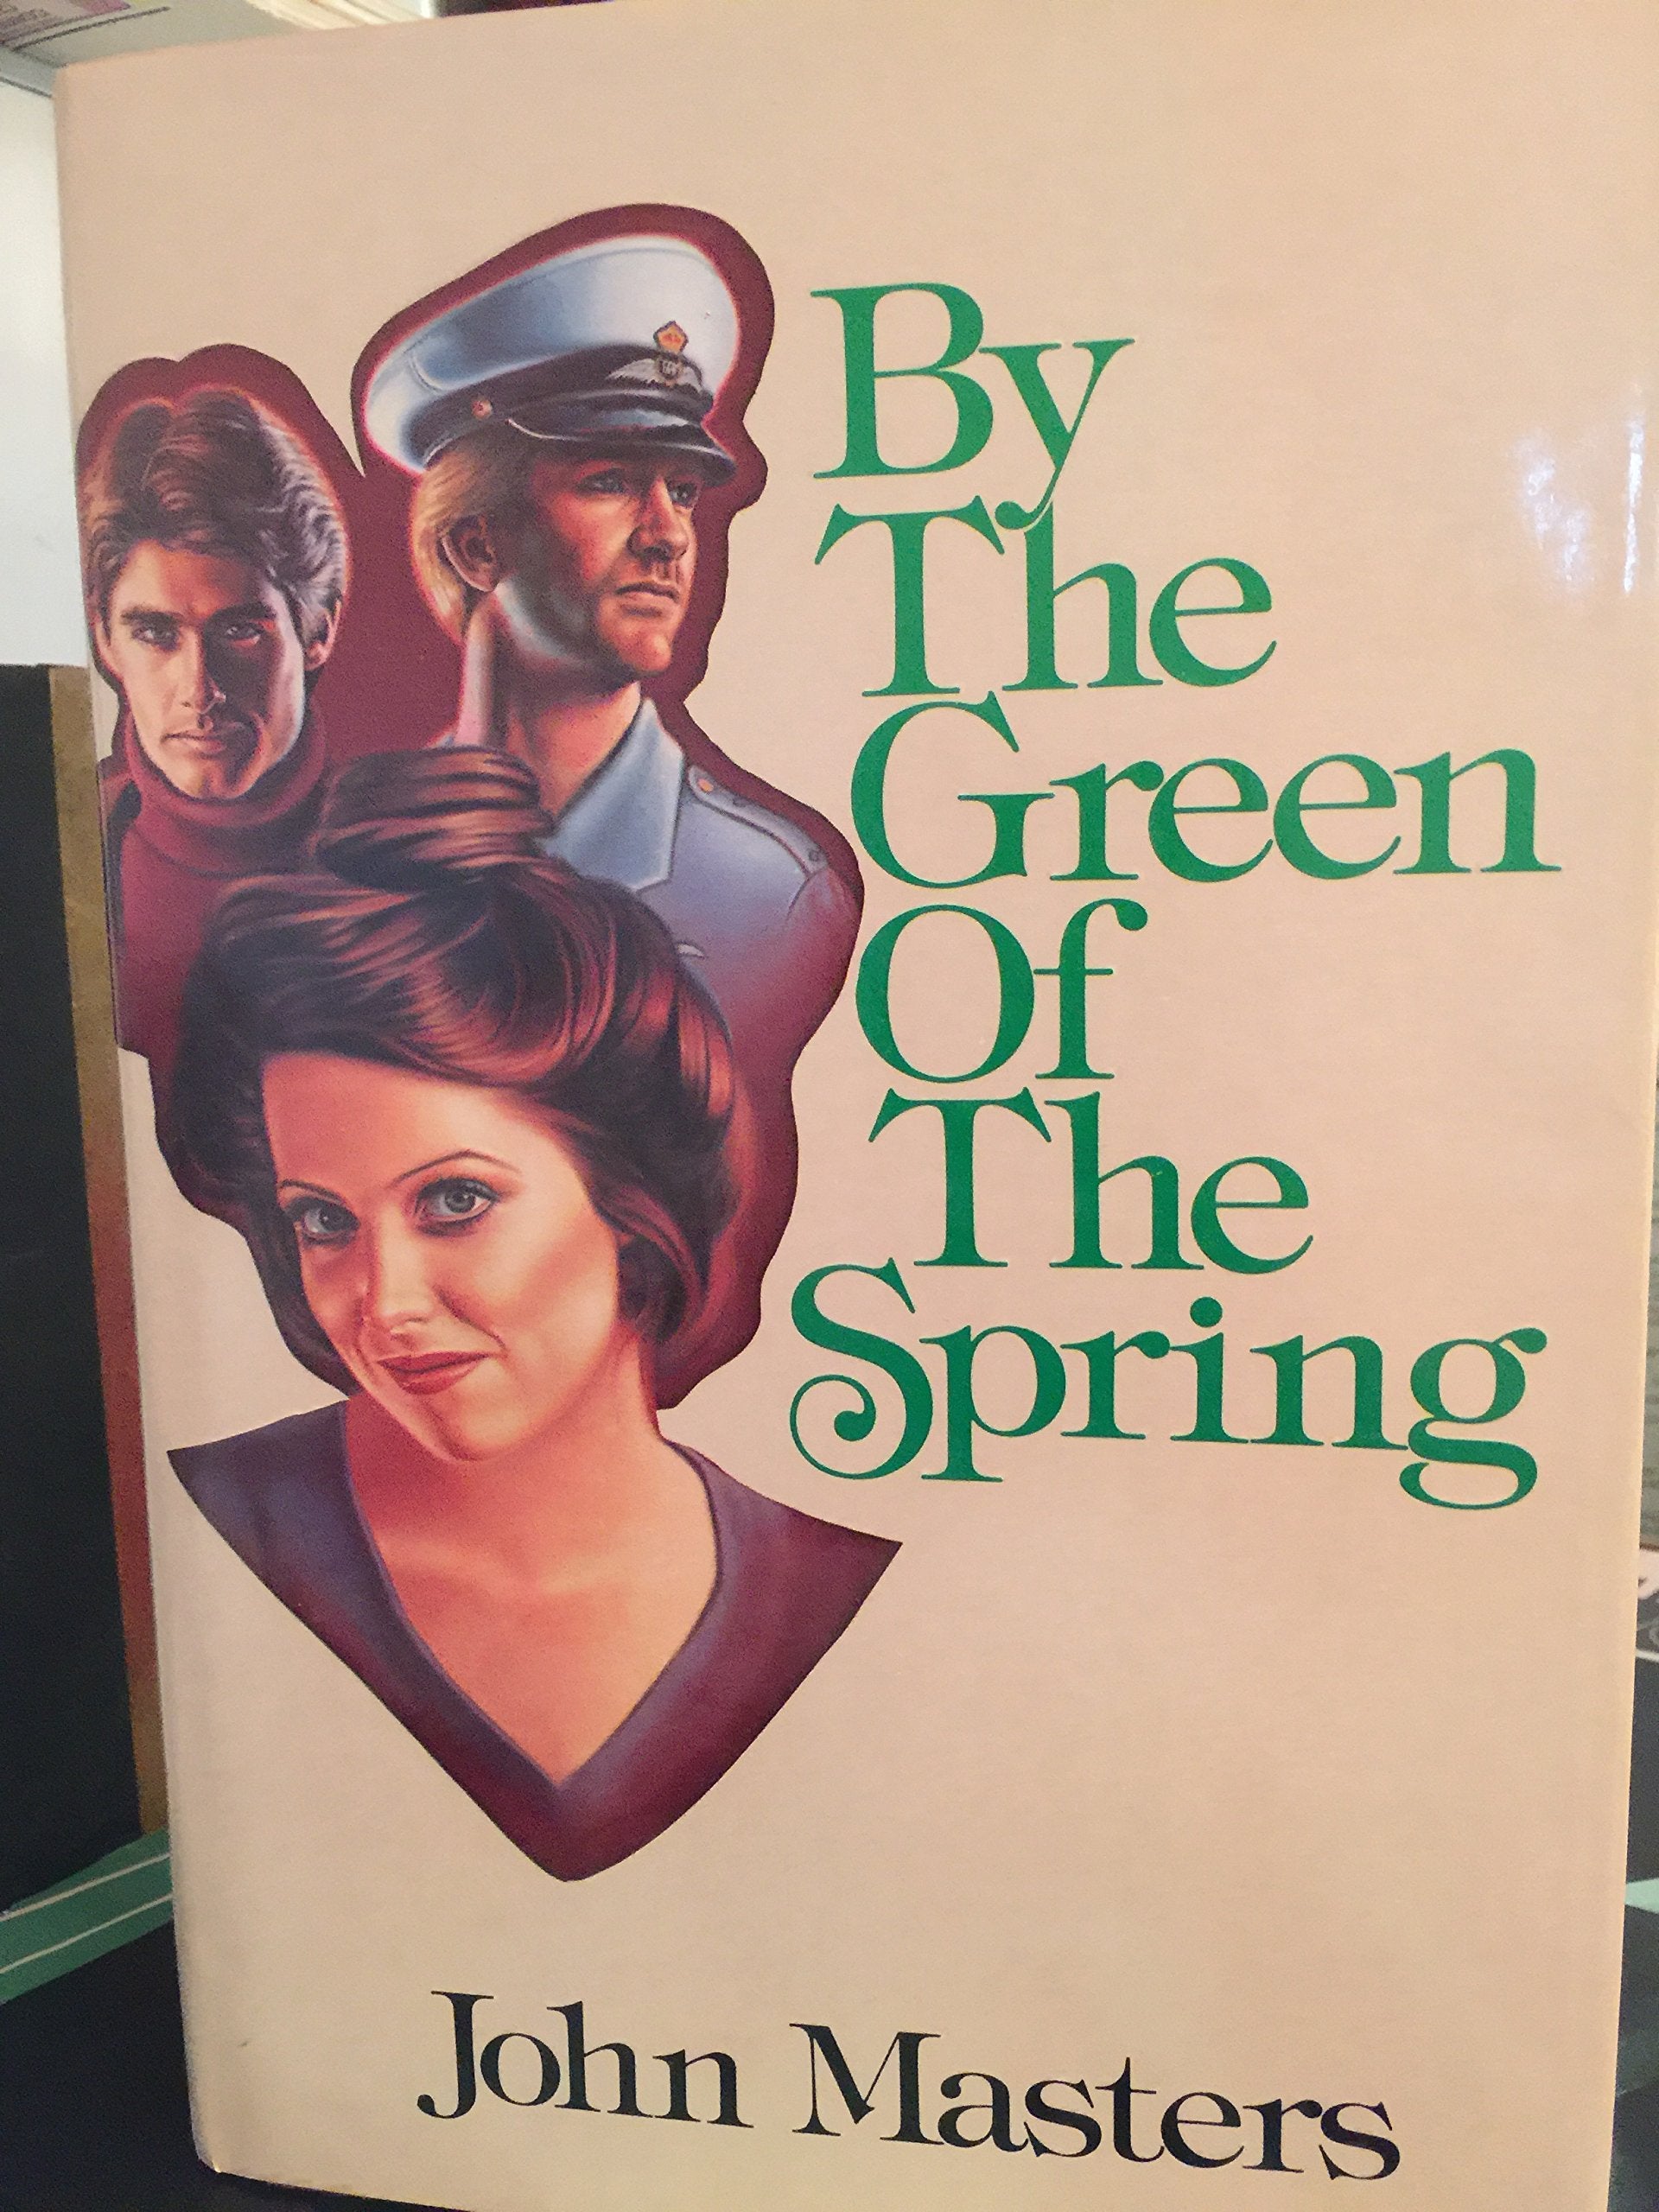 By
The
Green
Of
The
Spring
John Masters